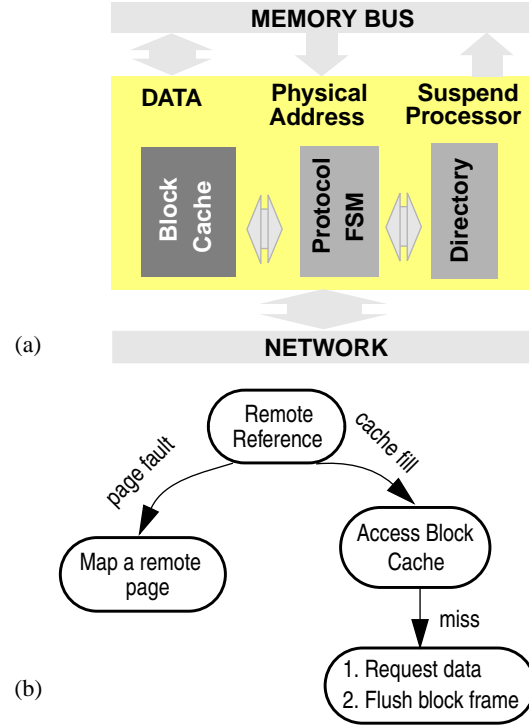 MEMORY BUS
DATA
Physical
Address
Suspend
Processor
Block
Cache
Protocol
FSM
Directory
(a)
NETWORK
Remote
Reference
page fault
cache fill
Map a remote
page
Access Block
Cache
miss
1. Request data
2. Flush block frame
(b)